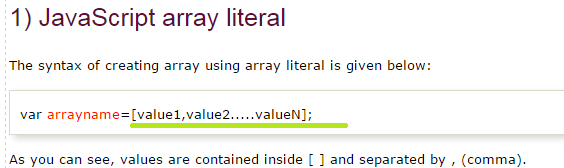 1) JavaScript array literal
The syntax of creating array using array literal is given below:
var arrayname=[value1,value2.....valueN];
As you can see, values are contained inside [ ] and separated by , (comma).